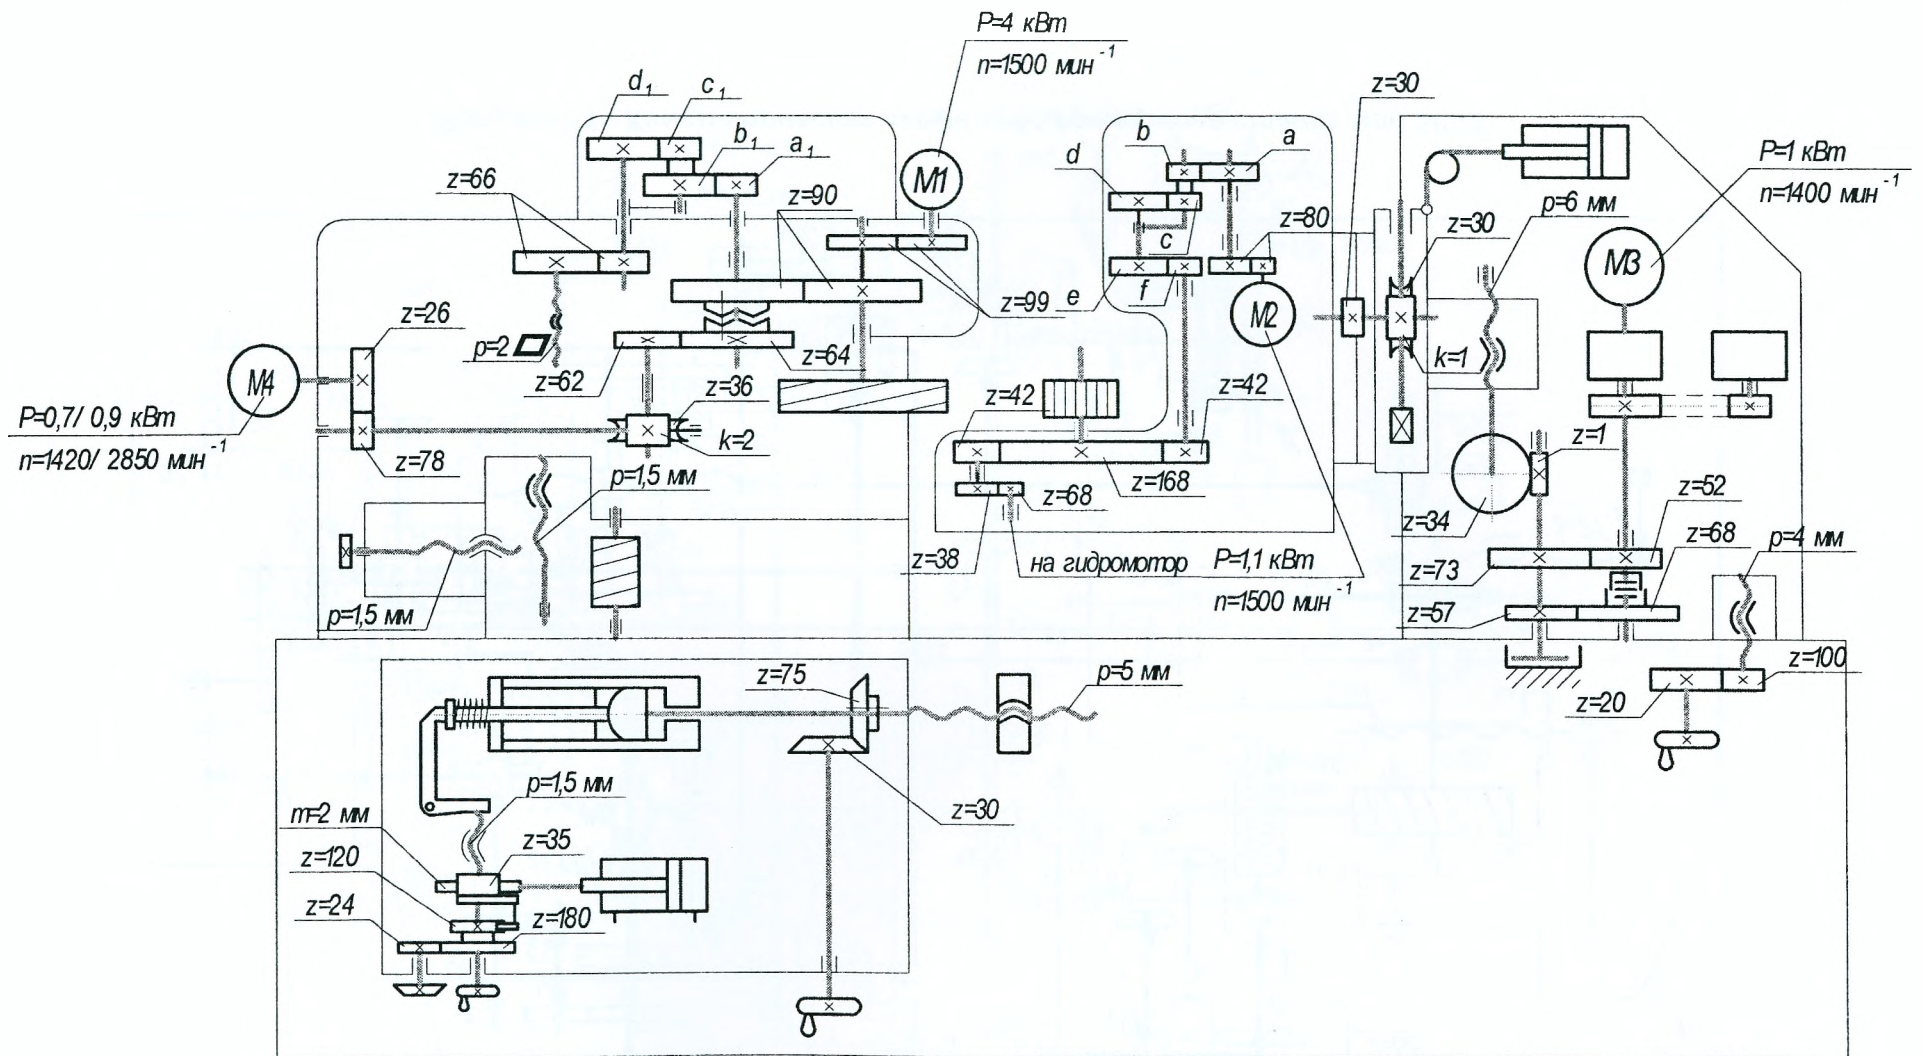 P=4 кВт
n=1500 мин⁻¹
d₁
c₁
b₁
a₁
z=66
z=90
M1
z=26
p=2
z=62
z=64
z=99
z=36
k=2
M4
P=0,7/ 0,9 кВт
n=1420/ 2850 мин⁻¹
z=78
p=1,5 мм
p=1,5 мм
b
a
d
c
z=80
e
f
M2
z=42
z=42
z=168
z=68
z=38
на гидромотор
P=1,1 кВт
n=1500 мин⁻¹
z=30
P=1 кВт
n=1400 мин⁻¹
p=6 мм
z=30
M3
k=1
z=1
z=34
z=52
z=68
z=73
z=57
p=4 мм
z=100
z=20
z=75
p=5 мм
z=30
p=1,5 мм
m=2 мм
z=35
z=120
z=24
z=180